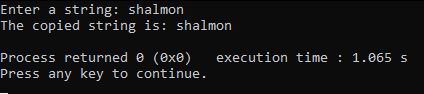 Enter a string: shalmon
The copied string is: shalmon
Process returned 0 (0x0)   execution time : 1.065 s
Press any key to continue.